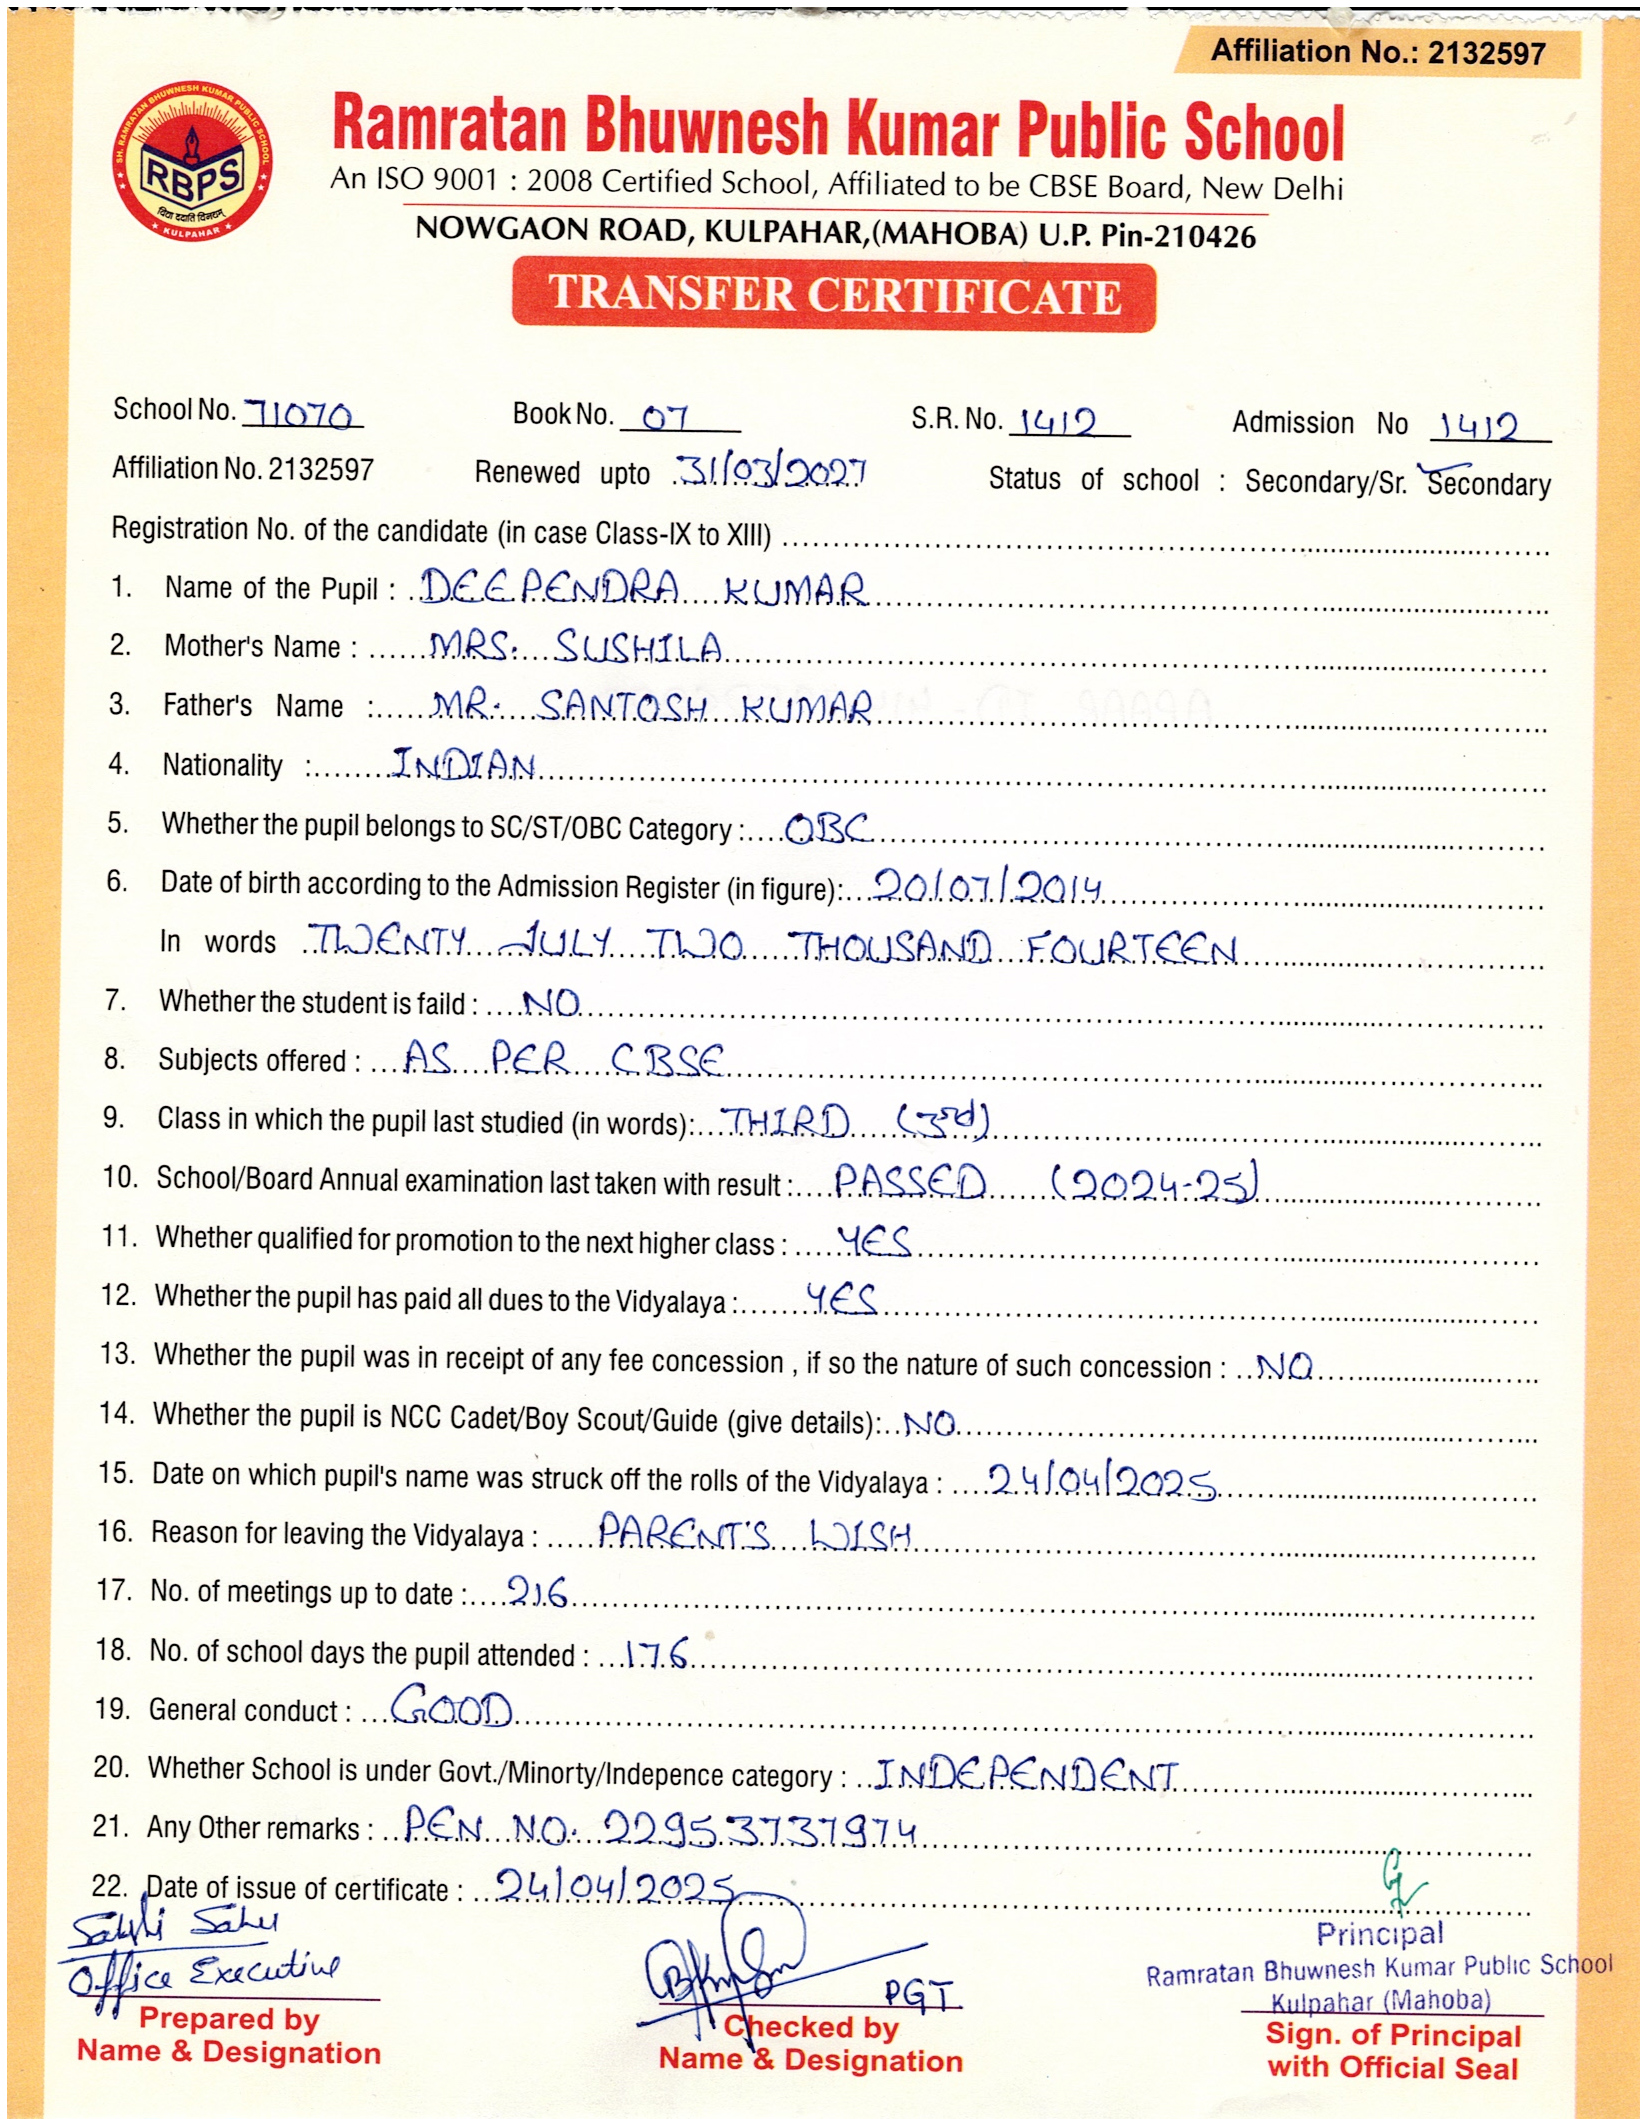 Affiliation No.: 2132597
SH. RAMRATAN BHUWNESH KUMAR PUBLIC SCHOOL
RBPS
विद्या ददाति विनयम्
★ KULPAHAR ★
Ramratan Bhuwnesh Kumar Public School
An ISO 9001 : 2008 Certified School, Affiliated to be CBSE Board, New Delhi
NOWGAON ROAD, KULPAHAR,(MAHOBA) U.P. Pin-210426
TRANSFER CERTIFICATE
School No. 71070 Book No. 07 S.R. No. 1412 Admission No 1412
Affiliation No. 2132597 Renewed upto 31/03/2027 Status of school : Secondary/Sr. Secondary
Registration No. of the candidate (in case Class-IX to XIII)
1. Name of the Pupil : DEEPENDRA KUMAR
2. Mother's Name : MRS. SUSHILA
3. Father's Name : MR. SANTOSH KUMAR
4. Nationality : INDIAN
5. Whether the pupil belongs to SC/ST/OBC Category : OBC
6. Date of birth according to the Admission Register (in figure): 20/07/2014
In words TWENTY JULY TWO THOUSAND FOURTEEN
7. Whether the student is faild : NO
8. Subjects offered : AS PER CBSE
9. Class in which the pupil last studied (in words): THIRD (3rd)
10. School/Board Annual examination last taken with result : PASSED (2024-25)
11. Whether qualified for promotion to the next higher class : YES
12. Whether the pupil has paid all dues to the Vidyalaya : YES
13. Whether the pupil was in receipt of any fee concession , if so the nature of such concession : NO
14. Whether the pupil is NCC Cadet/Boy Scout/Guide (give details): NO
15. Date on which pupil's name was struck off the rolls of the Vidyalaya : 24/04/2025
16. Reason for leaving the Vidyalaya : PARENT'S WISH
17. No. of meetings up to date : 216
18. No. of school days the pupil attended : 176
19. General conduct : GOOD
20. Whether School is under Govt./Minorty/Indepence category : INDEPENDENT
21. Any Other remarks : PEN NO. 22953737974
22. Date of issue of certificate : 24/04/2025
Sahu
Office Executive
Prepared by
Name & Designation
PGT
Checked by
Name & Designation
Principal
Ramratan Bhuwnesh Kumar Public School
Kulpahar (Mahoba)
Sign. of Principal
with Official Seal